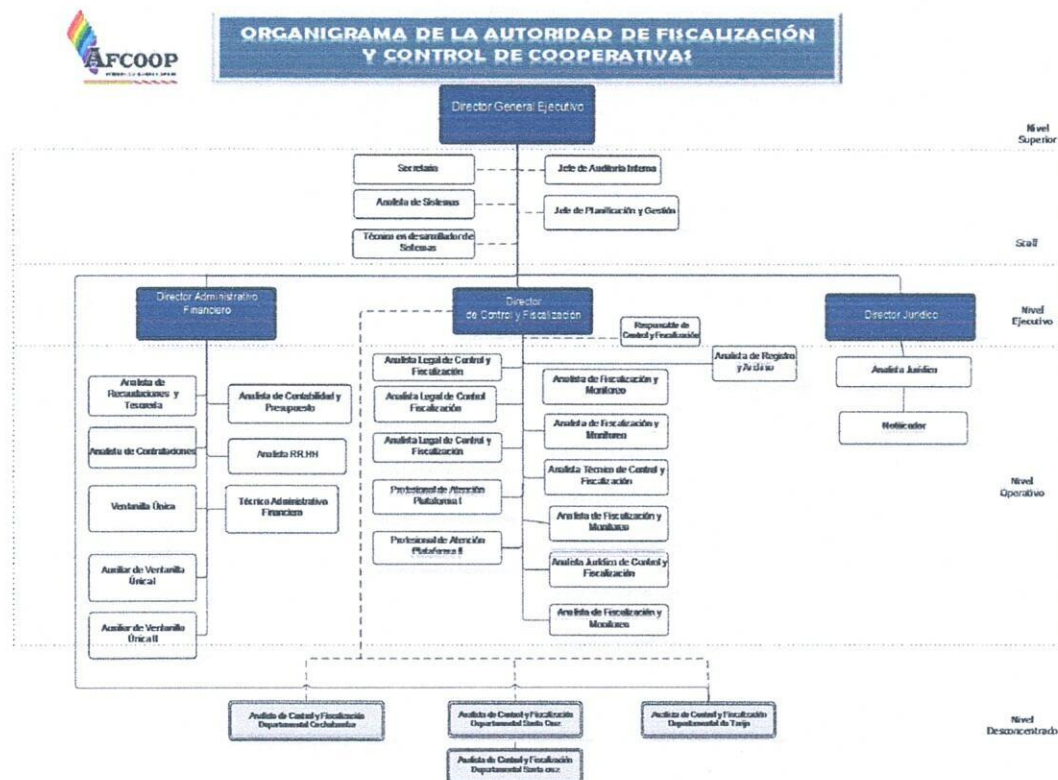 AFCOOP
ORGANIGRAMA DE LA AUTORIDAD DE FISCALIZACIÓN
Y CONTROL DE COOPERATIVAS
Director General Ejecutivo
Nivel
Superior
Secretaria
Jefe de Auditoría Interna
Analista de Sistemas
Jefe de Planificación y Gestión
Técnico en desarrollador de
Sistemas
Staff
Director Administrativo
Financiero
Director
de Control y Fiscalización
Director Jurídico
Nivel
Ejecutivo
Responsable de
Control y Fiscalización
Analista de Registro
y Archivo
Analista de
Recaudaciones y
Tesorería
Analista de Contabilidad y
Presupuesto
Analista de Contrataciones
Analista RR.HH
Ventanilla Única
Técnico Administrativo
Financiero
Auxiliar de Ventanilla
Única I
Auxiliar de Ventanilla
Única II
Analista Legal de Control y
Fiscalización
Analista Legal de Control
Fiscalización
Analista Legal de Control y
Fiscalización
Profesional de Atención
Plataforma I
Profesional de Atención
Plataforma II
Analista de Fiscalización y
Monitoreo
Analista de Fiscalización y
Monitoreo
Analista Técnico de Control y
Fiscalización
Analista de Fiscalización y
Monitoreo
Analista Jurídico de Control y
Fiscalización
Analista de Fiscalización y
Monitoreo
Analista Jurídico
Notificador
Nivel
Operativo
Analista de Control y Fiscalización
Departamental Cochabamba
Analista de Control y Fiscalización
Departamental Santa Cruz
Analista de Control y Fiscalización
Departamental de Tarija
Analista de Control y Fiscalización
Departamental Santa cruz
Nivel
Desconcentrado